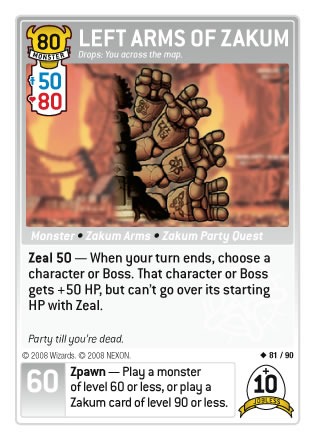 80
MONSTER
LEFT ARMS OF ZAKUM
Drops: You across the map.
50
80
Monster • Zakum Arms • Zakum Party Quest
Zeal 50 — When your turn ends, choose a
character or Boss. That character or Boss
gets +50 HP, but can't go over its starting
HP with Zeal.
Party till you're dead.
© 2008 Wizards. © 2008 NEXON.
◆ 81 / 90
60
Zpawn — Play a monster
of level 60 or less, or play a
Zakum card of level 90 or less.
+
10
JOBLESS